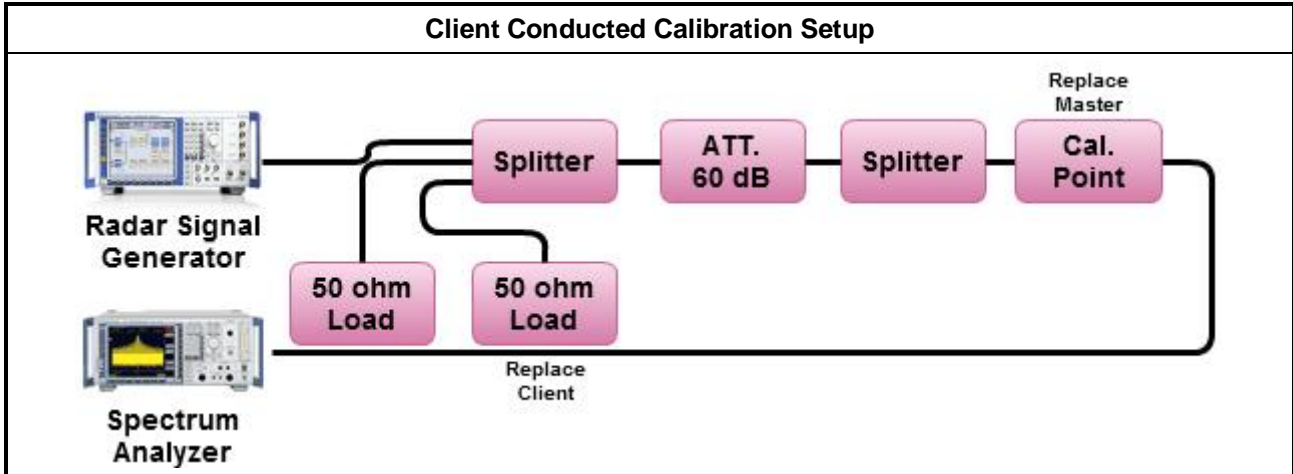 Client Conducted Calibration Setup
Replace
Master
Splitter
ATT.
60 dB
Splitter
Cal.
Point
Radar Signal
Generator
50 ohm
Load
50 ohm
Load
Replace
Client
Spectrum
Analyzer